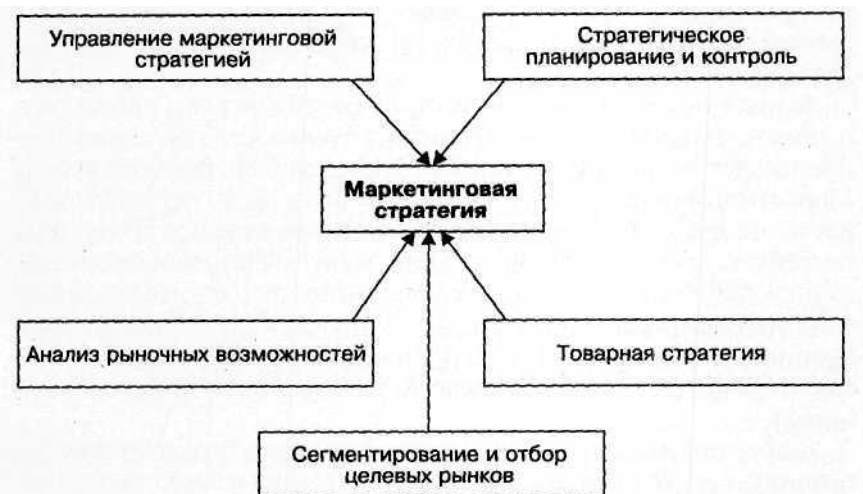 Управление маркетинговой
стратегией
Стратегическое
планирование и контроль
Маркетинговая
стратегия
Анализ рыночных возможностей
Товарная стратегия
Сегментирование и отбор
целевых рынков